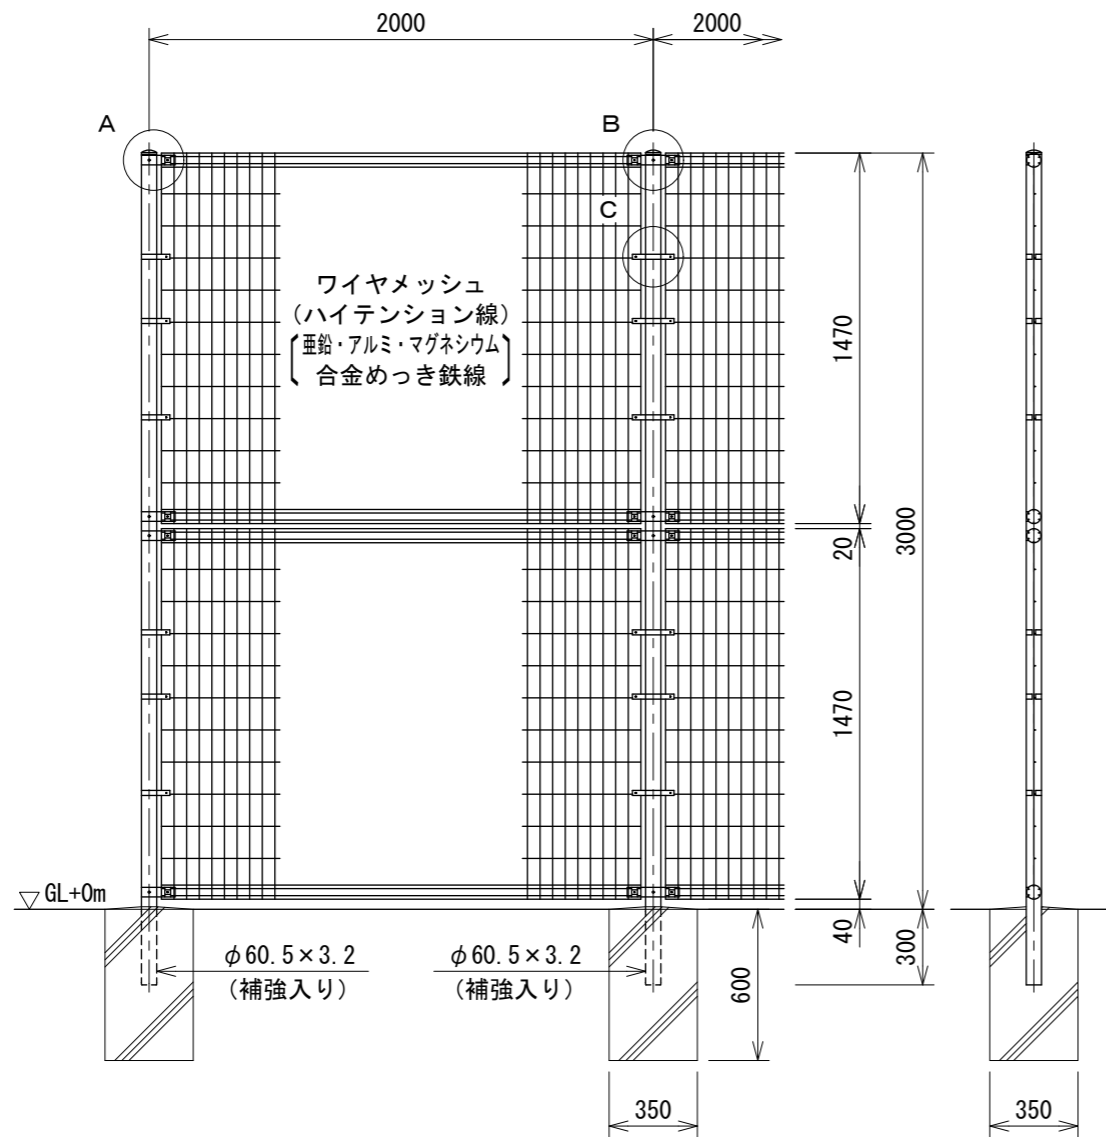 2000
2000
A
B
C
ワイヤメッシュ
(ハイテンション線)
亜鉛・アルミ・マグネシウム
合金めっき鉄線
1470
3000
20
1470
GL+0m
40
300
φ60.5×3.2
(補強入り)
φ60.5×3.2
(補強入り)
600
350
350